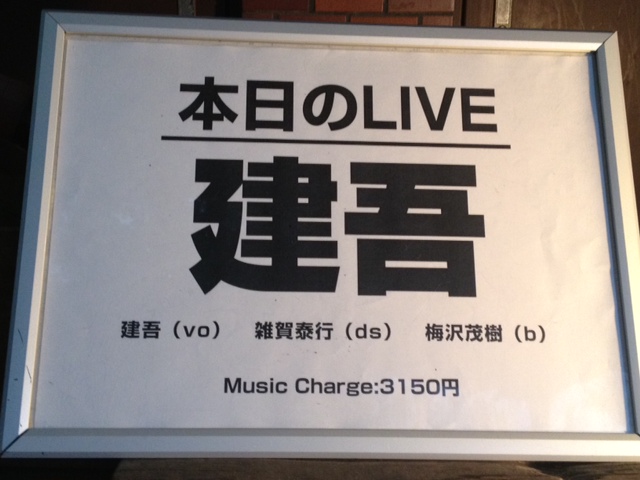 本日のLIVE
建吾
建吾（vo） 雑賀泰行（ds） 梅沢茂樹（b）
Music Charge:3150円